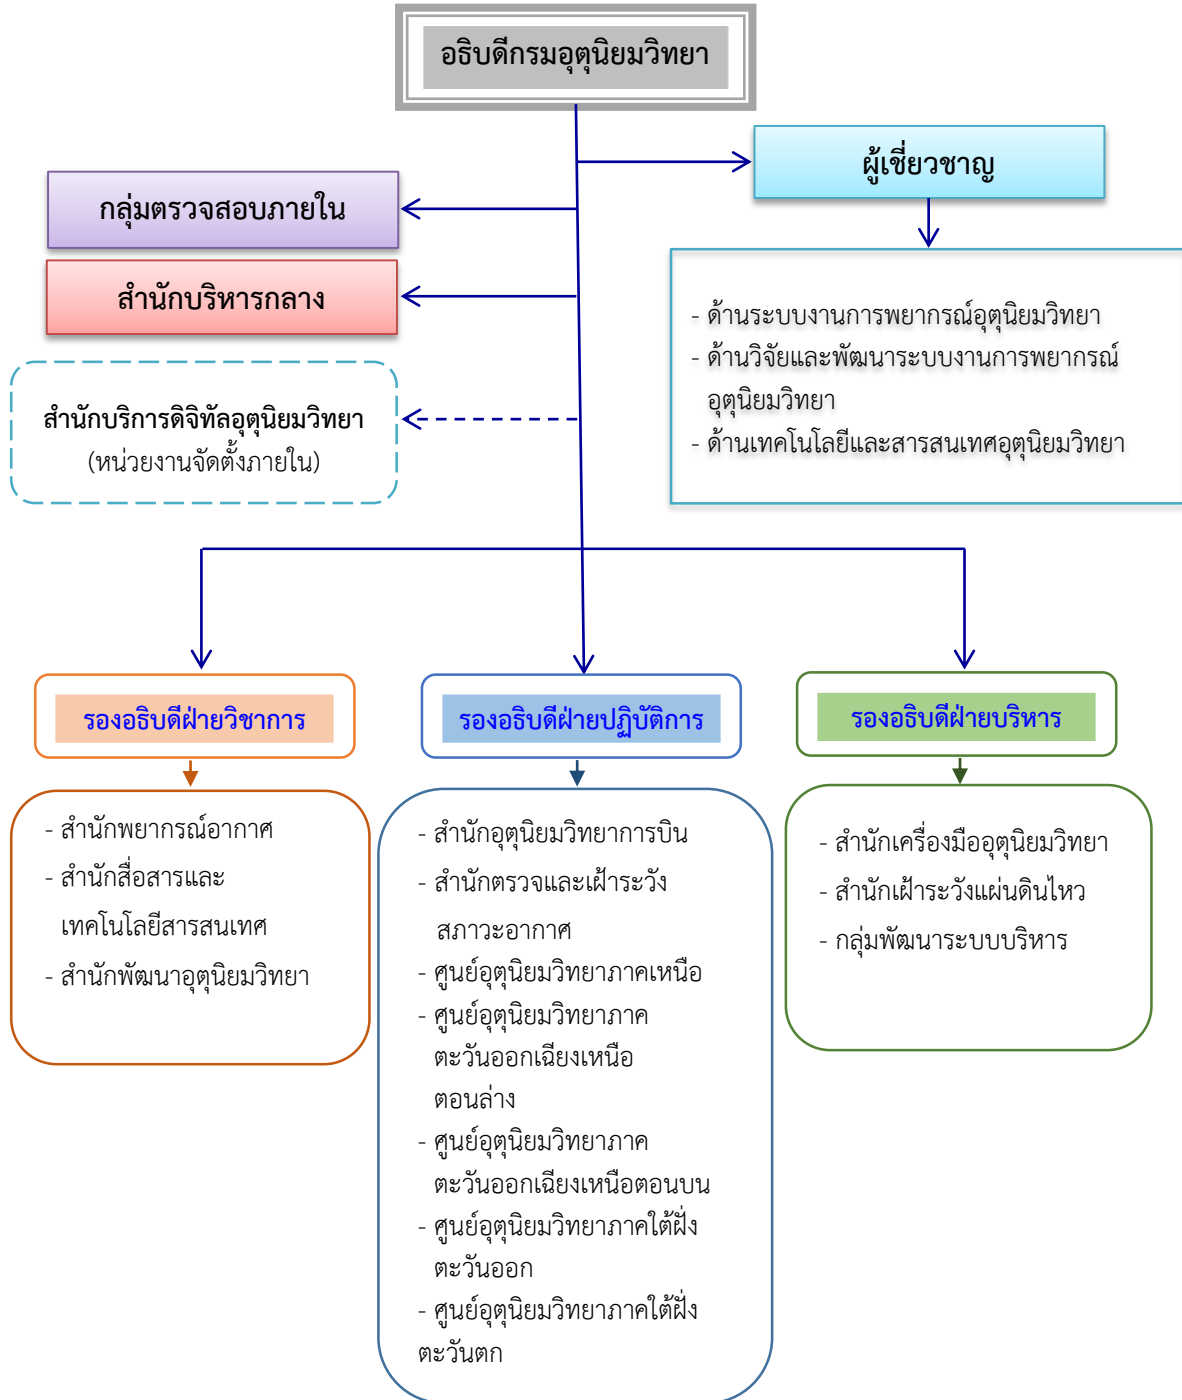 อธิบดีกรมอุตุนิยมวิทยา
ผู้เชี่ยวชาญ
กลุ่มตรวจสอบภายใน
สำนักบริหารกลาง
สำนักบริการดิจิทัลอุตุนิยมวิทยา
(หน่วยงานจัดตั้งภายใน)
- ด้านระบบงานการพยากรณ์อุตุนิยมวิทยา
- ด้านวิจัยและพัฒนาระบบงานการพยากรณ์
อุตุนิยมวิทยา
- ด้านเทคโนโลยีและสารสนเทศอุตุนิยมวิทยา
รองอธิบดีฝ่ายวิชาการ
- สำนักพยากรณ์อากาศ
- สำนักสื่อสารและ
เทคโนโลยีสารสนเทศ
- สำนักพัฒนาอุตุนิยมวิทยา
รองอธิบดีฝ่ายปฏิบัติการ
- สำนักอุตุนิยมวิทยาการบิน
- สำนักตรวจและเฝ้าระวัง
สภาวะอากาศ
- ศูนย์อุตุนิยมวิทยาภาคเหนือ
- ศูนย์อุตุนิยมวิทยาภาค
ตะวันออกเฉียงเหนือ
ตอนล่าง
- ศูนย์อุตุนิยมวิทยาภาค
ตะวันออกเฉียงเหนือตอนบน
- ศูนย์อุตุนิยมวิทยาภาคใต้ฝั่ง
ตะวันออก
- ศูนย์อุตุนิยมวิทยาภาคใต้ฝั่ง
ตะวันตก
รองอธิบดีฝ่ายบริหาร
- สำนักเครื่องมืออุตุนิยมวิทยา
- สำนักเฝ้าระวังแผ่นดินไหว
- กลุ่มพัฒนาระบบบริหาร